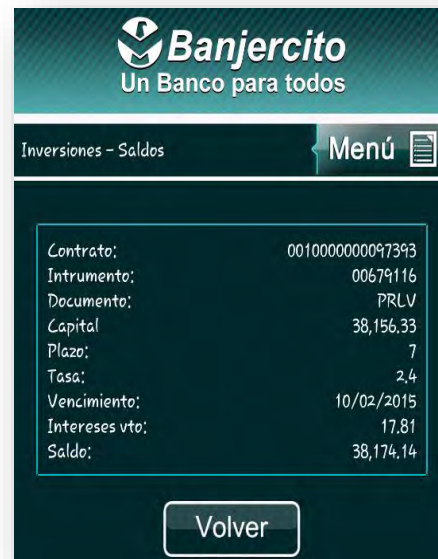 Banjercito
Un Banco para todos
Inversiones - Saldos
Menú
Contrato: 0010000000097393
Intrumento: 00679116
Documento: PRLV
Capital 38,156.33
Plazo: 7
Tasa: 2.4
Vencimiento: 10/02/2015
Intereses vto: 17.81
Saldo: 38,174.14
Volver